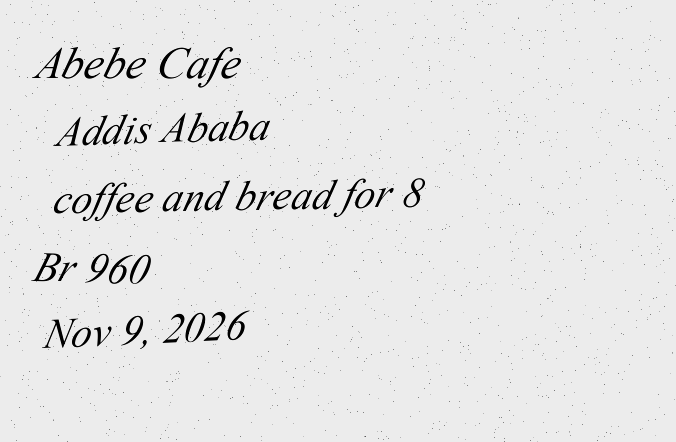 Abebe Cafe
Addis Ababa
coffee and bread for 8
Br 960
Nov 9, 2026